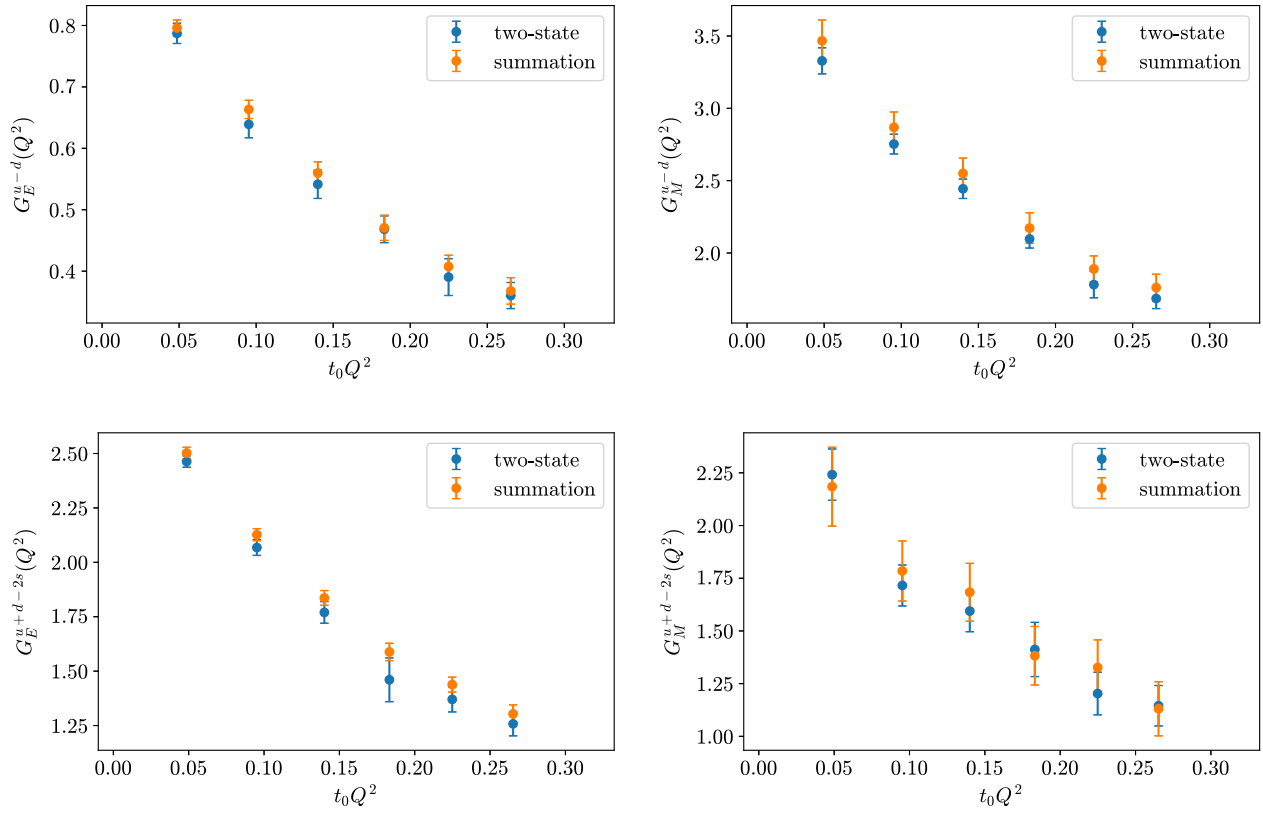 0.8
0.7
0.6
0.5
0.4
G_E^{u−d}(Q^2)
two-state
summation
0.00 0.05 0.10 0.15 0.20 0.25 0.30
t_0Q^2
3.5
3.0
2.5
2.0
G_M^{u−d}(Q^2)
two-state
summation
0.00 0.05 0.10 0.15 0.20 0.25 0.30
t_0Q^2
2.50
2.25
2.00
1.75
1.50
1.25
G_E^{u+d−2s}(Q^2)
two-state
summation
0.00 0.05 0.10 0.15 0.20 0.25 0.30
t_0Q^2
2.25
2.00
1.75
1.50
1.25
1.00
G_M^{u+d−2s}(Q^2)
two-state
summation
0.00 0.05 0.10 0.15 0.20 0.25 0.30
t_0Q^2